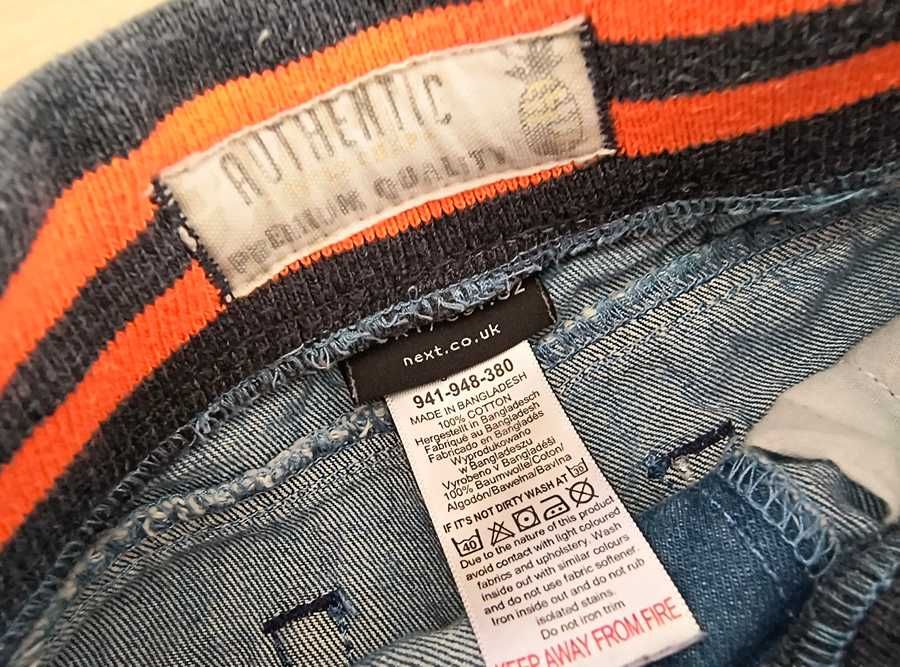 AUTHENTIC
PREMIUM QUALITY
next.co.uk
941-948-380
MADE IN BANGLADESH
100% COTTON
Hergestellt in Bangladesch
Fabriqué au Bangladesh
Fabricado en Bangladés
Wyprodukowano
w Bangladeszu
Vyrobeno v Bangladéši
100% Baumwolle/Coton/
Algodón/Bawełna/Bavlna
IF IT'S NOT DIRTY WASH AT 30
40
Due to the nature of this product
avoid contact with light coloured
fabrics and upholstery. Wash
inside out with similar colours
and do not use fabric softener.
Iron inside out and do not rub
isolated stains.
Do not iron trim
KEEP AWAY FROM FIRE